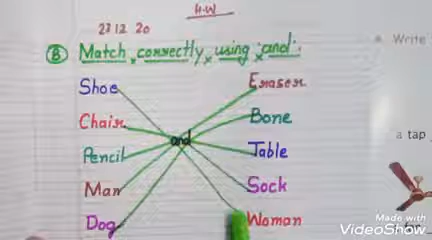 H.W
23 12 20
B Match correctly using 'and'.
Shoe
Chair
Pencil
Man
Dog
and
Eraser
Bone
Table
Sock
Woman
Write
a tap
Made With
VideoShow